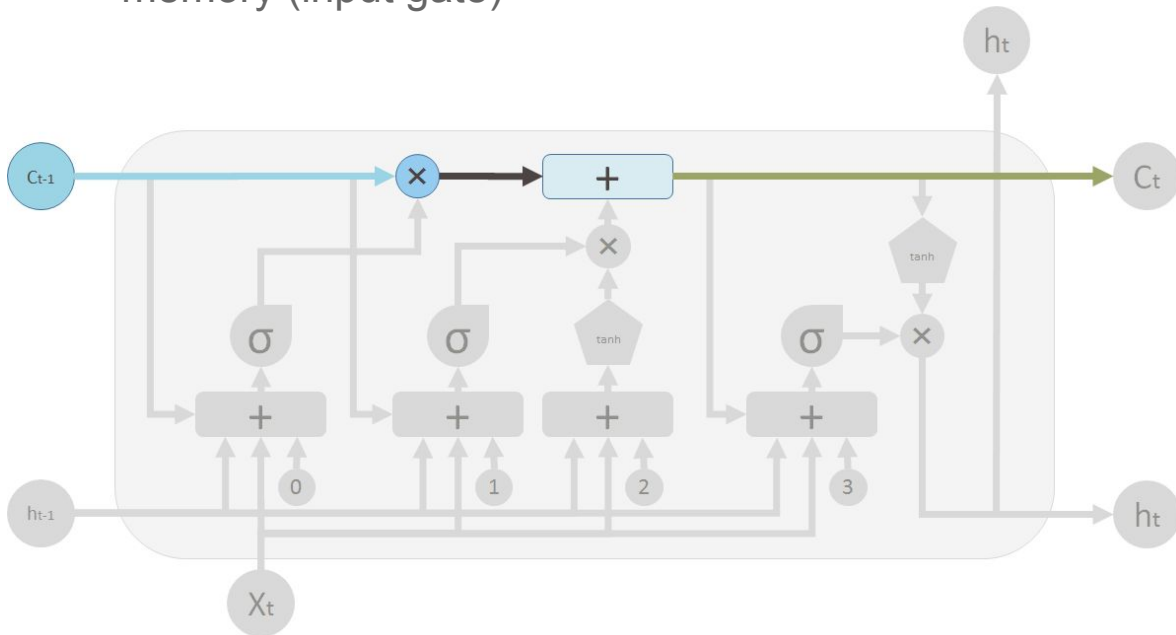 memory (input gate)
ht
Ct-1
×
+
Ct
×
tanh
σ
σ
tanh
σ
×
+
+
+
+
0
1
2
3
ht-1
ht
Xt